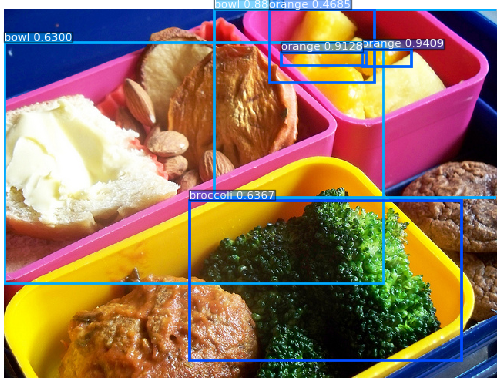 bowl 0.88
orange 0.4685
bowl 0.6300
orange 0.9128
orange 0.9409
broccoli 0.6367